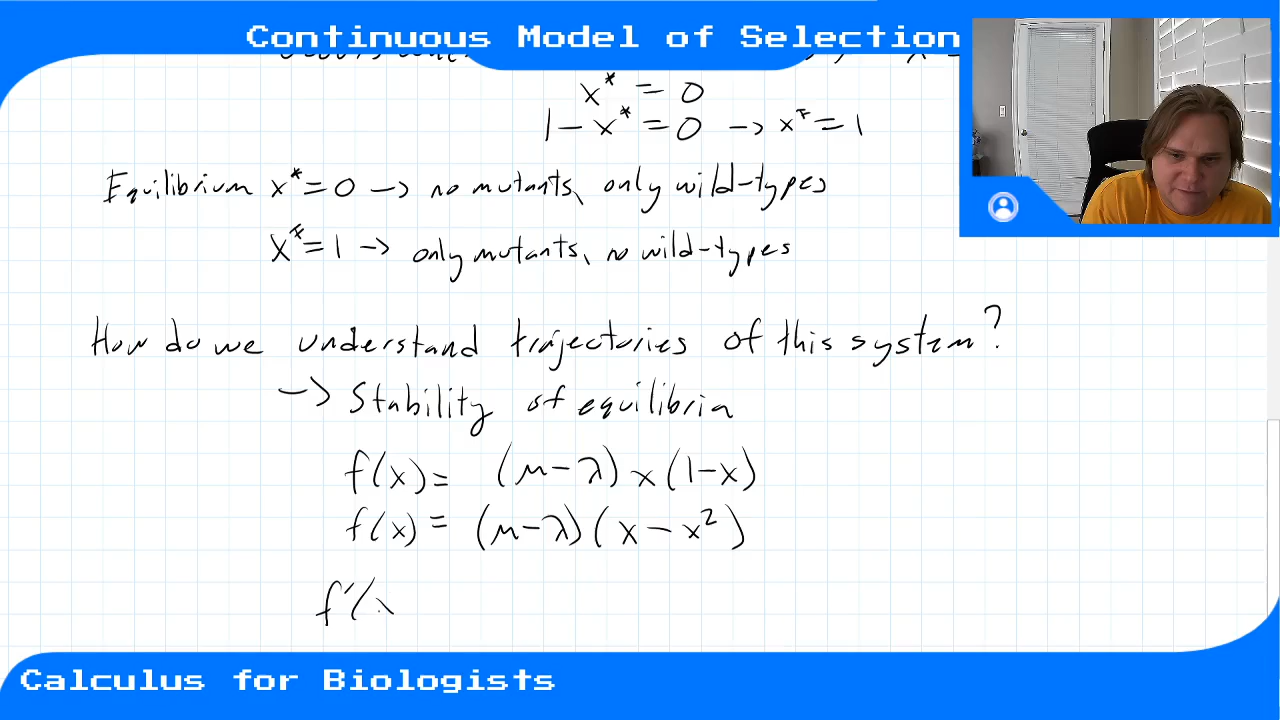 Continuous Model of Selection
x* = 0
1 - x* = 0 → x* = 1
Equilibrium x* = 0 → no mutants, only wild-types
x* = 1 → only mutants, no wild-types
How do we understand trajectories of this system?
→ Stability of equilibria
f(x) = (μ-λ) x (1-x)
f(x) = (μ-λ)(x - x²)
f'(
Calculus for Biologists